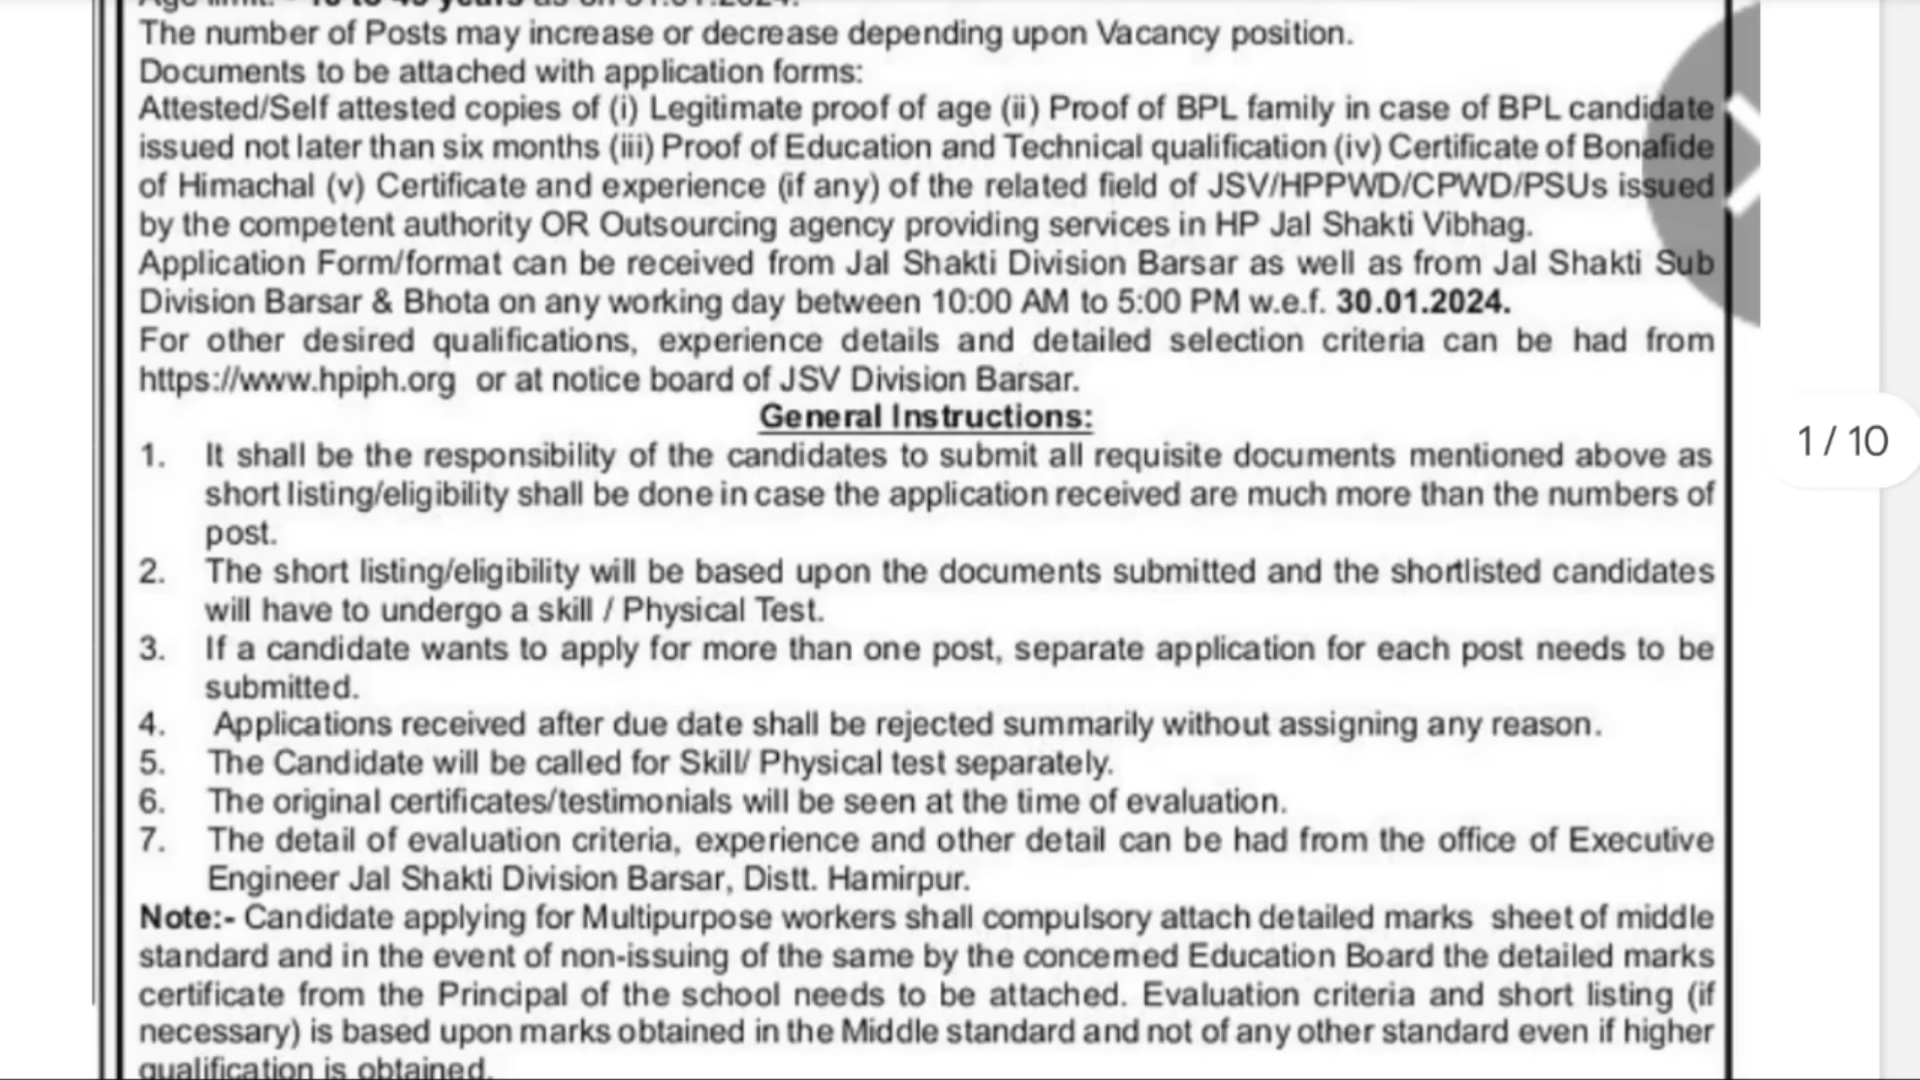 The number of Posts may increase or decrease depending upon Vacancy position.
Documents to be attached with application forms:
Attested/Self attested copies of (i) Legitimate proof of age (ii) Proof of BPL family in case of BPL candidate
issued not later than six months (iii) Proof of Education and Technical qualification (iv) Certificate of Bonafide
of Himachal (v) Certificate and experience (if any) of the related field of JSV/HPPWD/CPWD/PSUs issued
by the competent authority OR Outsourcing agency providing services in HP Jal Shakti Vibhag.
Application Form/format can be received from Jal Shakti Division Barsar as well as from Jal Shakti Sub
Division Barsar & Bhota on any working day between 10:00 AM to 5:00 PM w.e.f. 30.01.2024.
For other desired qualifications, experience details and detailed selection criteria can be had from
https://www.hpiph.org or at notice board of JSV Division Barsar.
General Instructions:
1. It shall be the responsibility of the candidates to submit all requisite documents mentioned above as
short listing/eligibility shall be done in case the application received are much more than the numbers of
post.
2. The short listing/eligibility will be based upon the documents submitted and the shortlisted candidates
will have to undergo a skill / Physical Test.
3. If a candidate wants to apply for more than one post, separate application for each post needs to be
submitted.
4. Applications received after due date shall be rejected summarily without assigning any reason.
5. The Candidate will be called for Skill/ Physical test separately.
6. The original certificates/testimonials will be seen at the time of evaluation.
7. The detail of evaluation criteria, experience and other detail can be had from the office of Executive
Engineer Jal Shakti Division Barsar, Distt. Hamirpur.
Note:- Candidate applying for Multipurpose workers shall compulsory attach detailed marks sheet of middle
standard and in the event of non-issuing of the same by the concerned Education Board the detailed marks
certificate from the Principal of the school needs to be attached. Evaluation criteria and short listing (if
necessary) is based upon marks obtained in the Middle standard and not of any other standard even if higher
qualification is obtained.
1 / 10